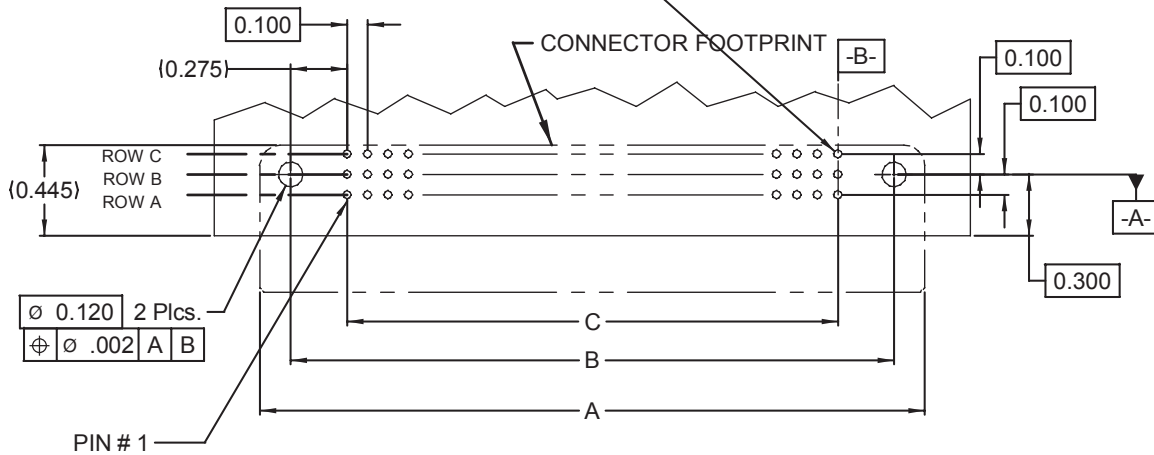 0.100
CONNECTOR FOOTPRINT
-B-
0.100
(0.275)
0.100
ROW C
ROW B
(0.445)
ROW A
-A-
0.300
Ø 0.120 2 Plcs.
⌖ Ø .002 A B
C
B
A
PIN # 1